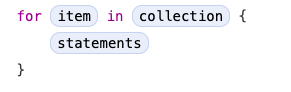 for item in collection {
statements
}